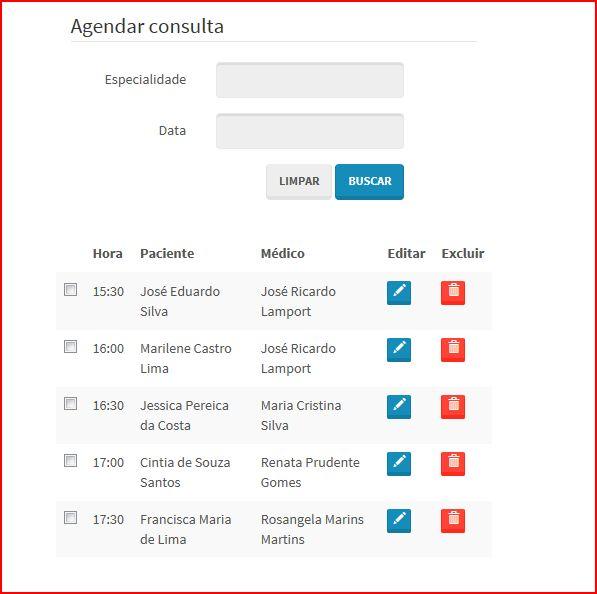 Agendar consulta
Especialidade
Data
LIMPAR BUSCAR
Hora Paciente Médico Editar Excluir
15:30 José Eduardo José Ricardo
Silva Lamport
16:00 Marilene Castro José Ricardo
Lima Lamport
16:30 Jessica Pereica Maria Cristina
da Costa Silva
17:00 Cintia de Souza Renata Prudente
Santos Gomes
17:30 Francisca Maria Rosangela Marins
de Lima Martins